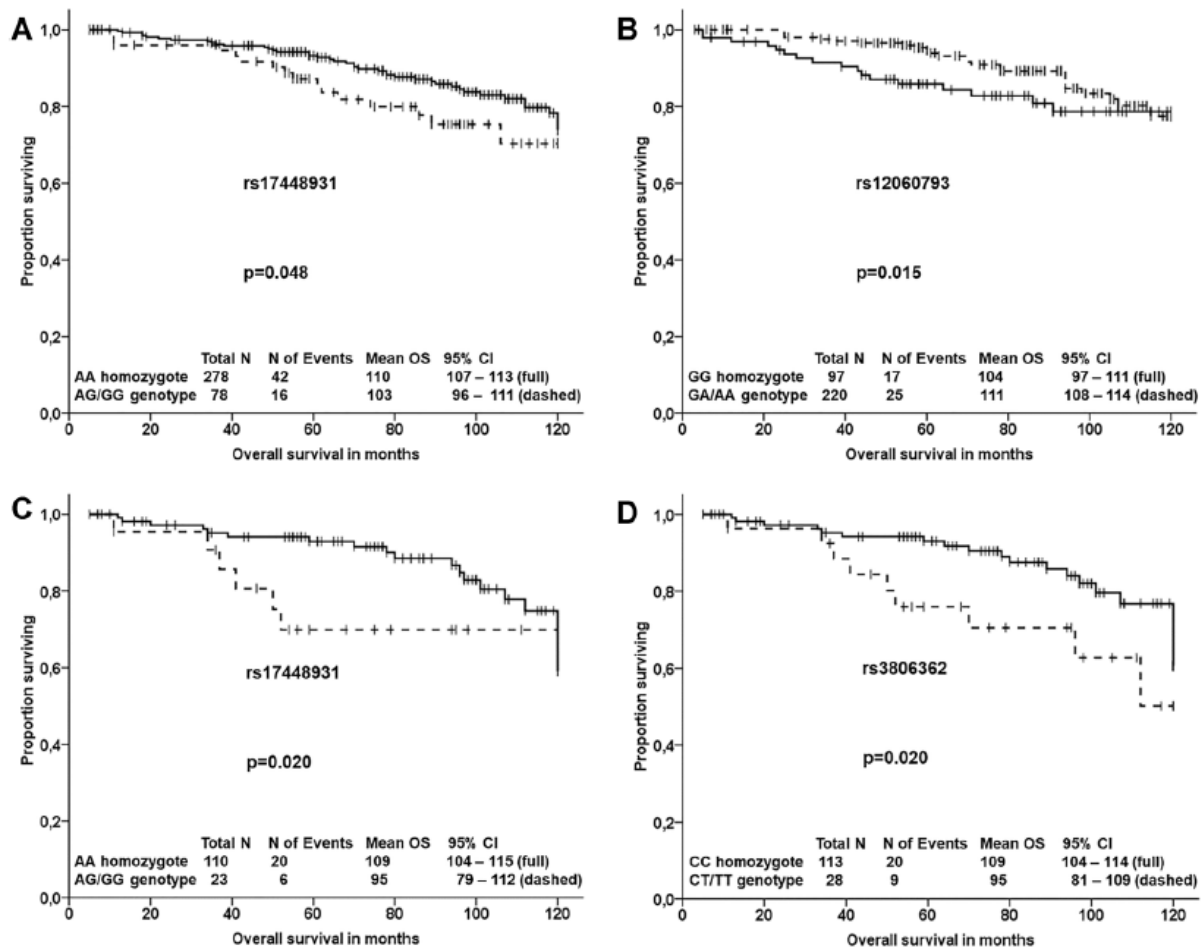 A
1,0
0,8
0,6
0,4
0,2
0,0
Proportion surviving
rs17448931
p=0.048
Total N N of Events Mean OS 95% CI
AA homozygote 278 42 110 107 – 113 (full)
AG/GG genotype 78 16 103 96 – 111 (dashed)
0 20 40 60 80 100 120
Overall survival in months
B
1,0
0,8
0,6
0,4
0,2
0,0
Proportion surviving
rs12060793
p=0.015
Total N N of Events Mean OS 95% CI
GG homozygote 97 17 104 97 – 111 (full)
GA/AA genotype 220 25 111 108 – 114 (dashed)
0 20 40 60 80 100 120
Overall survival in months
C
1,0
0,8
0,6
0,4
0,2
0,0
Proportion surviving
rs17448931
p=0.020
Total N N of Events Mean OS 95% CI
AA homozygote 110 20 109 104 – 115 (full)
AG/GG genotype 23 6 95 79 – 112 (dashed)
0 20 40 60 80 100 120
Overall survival in months
D
1,0
0,8
0,6
0,4
0,2
0,0
Proportion surviving
rs3806362
p=0.020
Total N N of Events Mean OS 95% CI
CC homozygote 113 20 109 104 – 114 (full)
CT/TT genotype 28 9 95 81 – 109 (dashed)
0 20 40 60 80 100 120
Overall survival in months